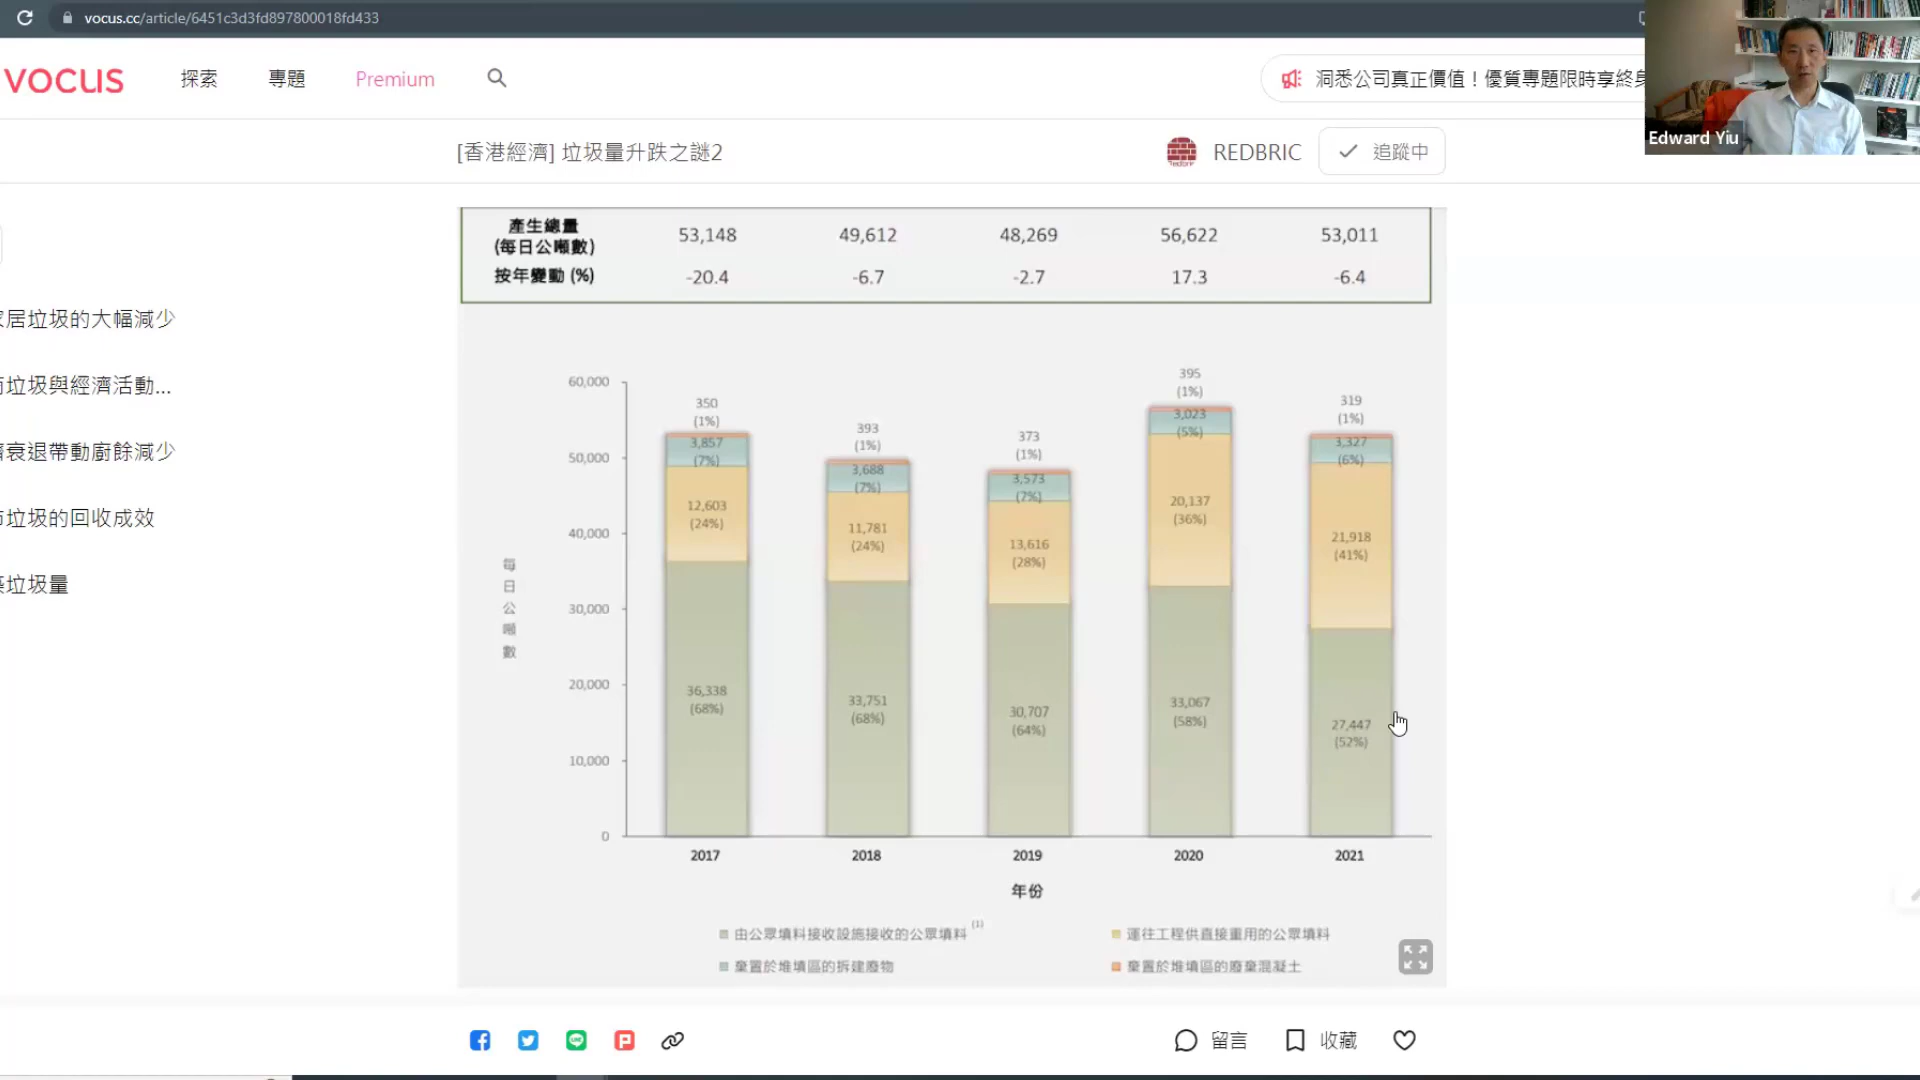 vocus.cc/article/6451c3d3fd897800018fd433
VOCUS
探索
專題
Premium
洞悉公司真正價值！優質專題限時享終身
Edward Yiu
[香港經濟] 垃圾量升跌之謎2
REDBRIC
追蹤中
居垃圾的大幅減少
垃圾與經濟活動...
衰退帶動廚餘減少
垃圾的回收成效
垃圾量
產生總量
(每日公噸數)
53,148 49,612 48,269 56,622 53,011
按年變動 (%)
-20.4 -6.7 -2.7 17.3 -6.4
每日公噸數
60,000
50,000
40,000
30,000
20,000
10,000
0
350
(1%)
3,857
(7%)
12,603
(24%)
36,338
(68%)
2017
393
(1%)
3,688
(7%)
11,781
(24%)
33,751
(68%)
2018
373
(1%)
3,573
(7%)
13,616
(28%)
30,707
(64%)
2019
395
(1%)
3,023
(5%)
20,137
(36%)
33,067
(58%)
2020
319
(1%)
3,327
(6%)
21,918
(41%)
27,447
(52%)
2021
年份
由公眾填料接收設施接收的公眾填料 (1)
運往工程供直接重用的公眾填料
棄置於堆填區的拆建廢物
棄置於堆填區的廢棄混凝土
留言
收藏